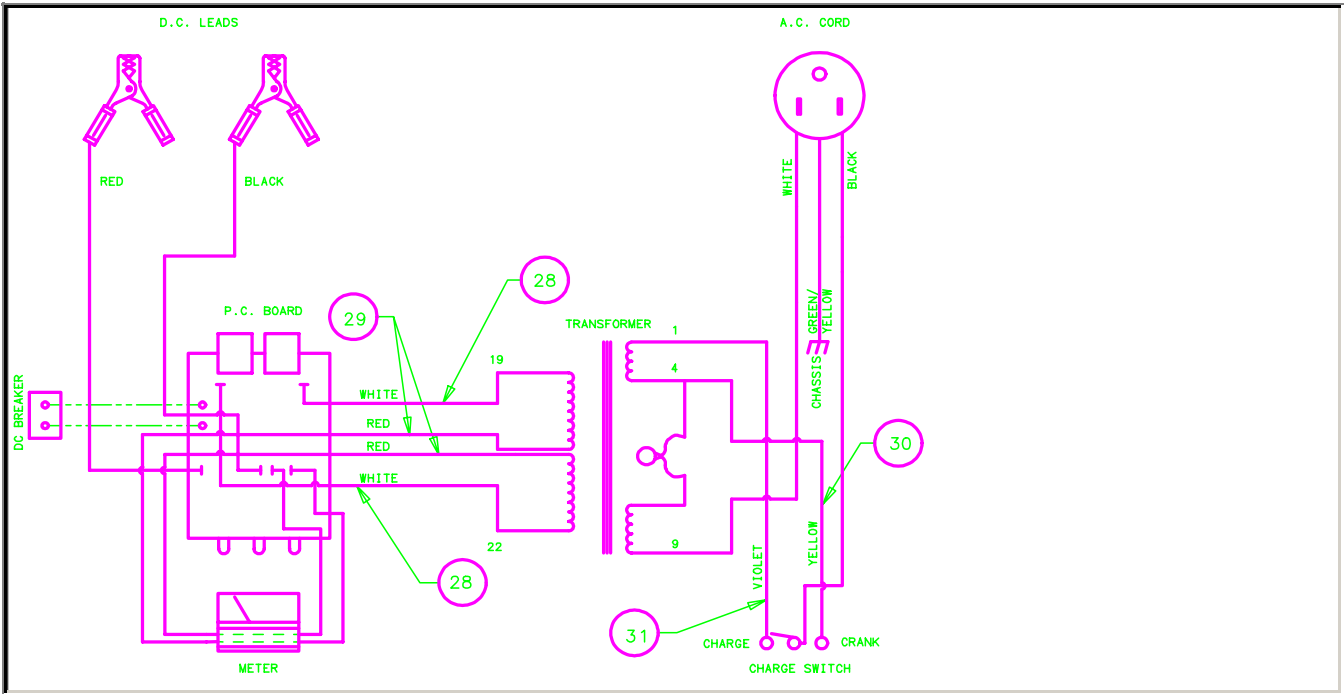 D.C. LEADS
A.C. CORD
RED
BLACK
WHITE
BLACK
28
P.C. BOARD
29
GREEN/
YELLOW
TRANSFORMER
1
19
4
CHASSIS
DC BREAKER
WHITE
RED
RED
30
WHITE
22
9
VIOLET
YELLOW
28
31
CHARGE
CRANK
METER
CHARGE SWITCH